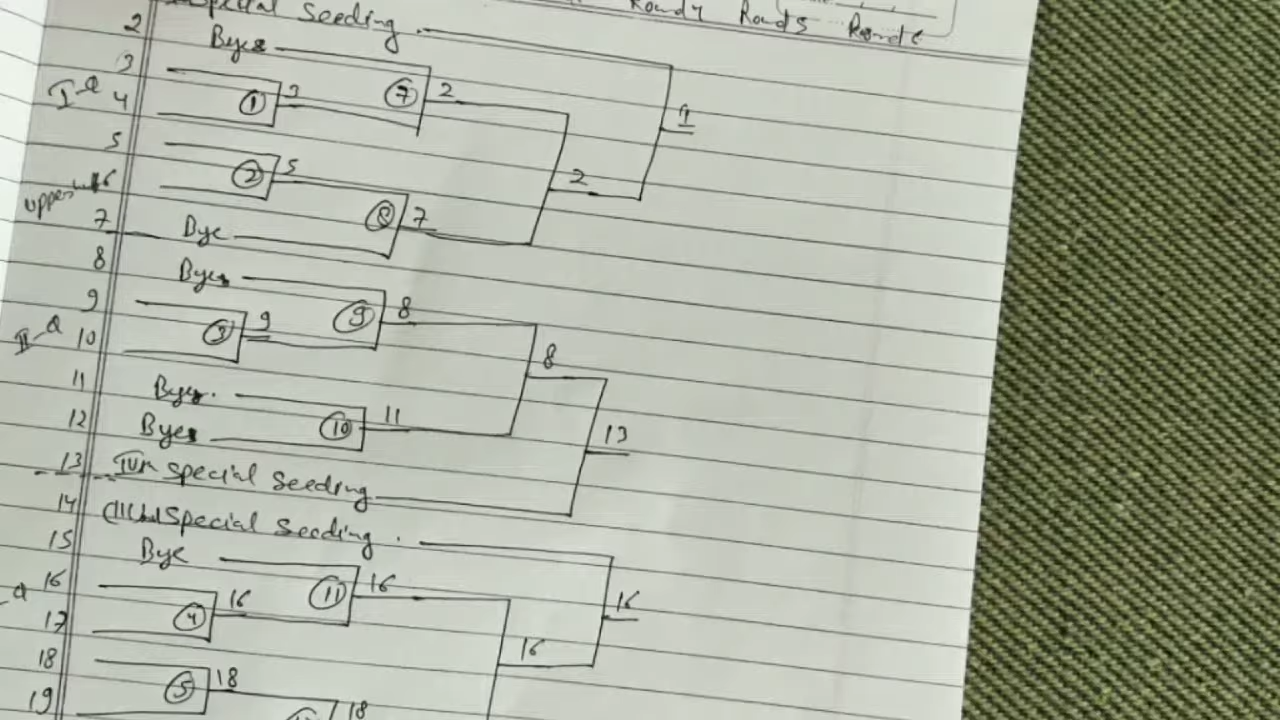 Round 4 Round 5 Round 6
Special Seeding
2 Byes
3
I Q 4 ① 3 ⑦ 2
1
5 ② 5
2
6
upper
7 Bye ⑧ 7
8 Byes
9 ③ 9 ⑨ 8
II Q 10
8
11 Byes.
12 Byes ⑩ 11
13
13 IVth Special Seeding
14 Special Seeding.
15 Bye
16 ④ 16 ⑪ 16
16
Q 17
16
18 ⑤ 18
19 18